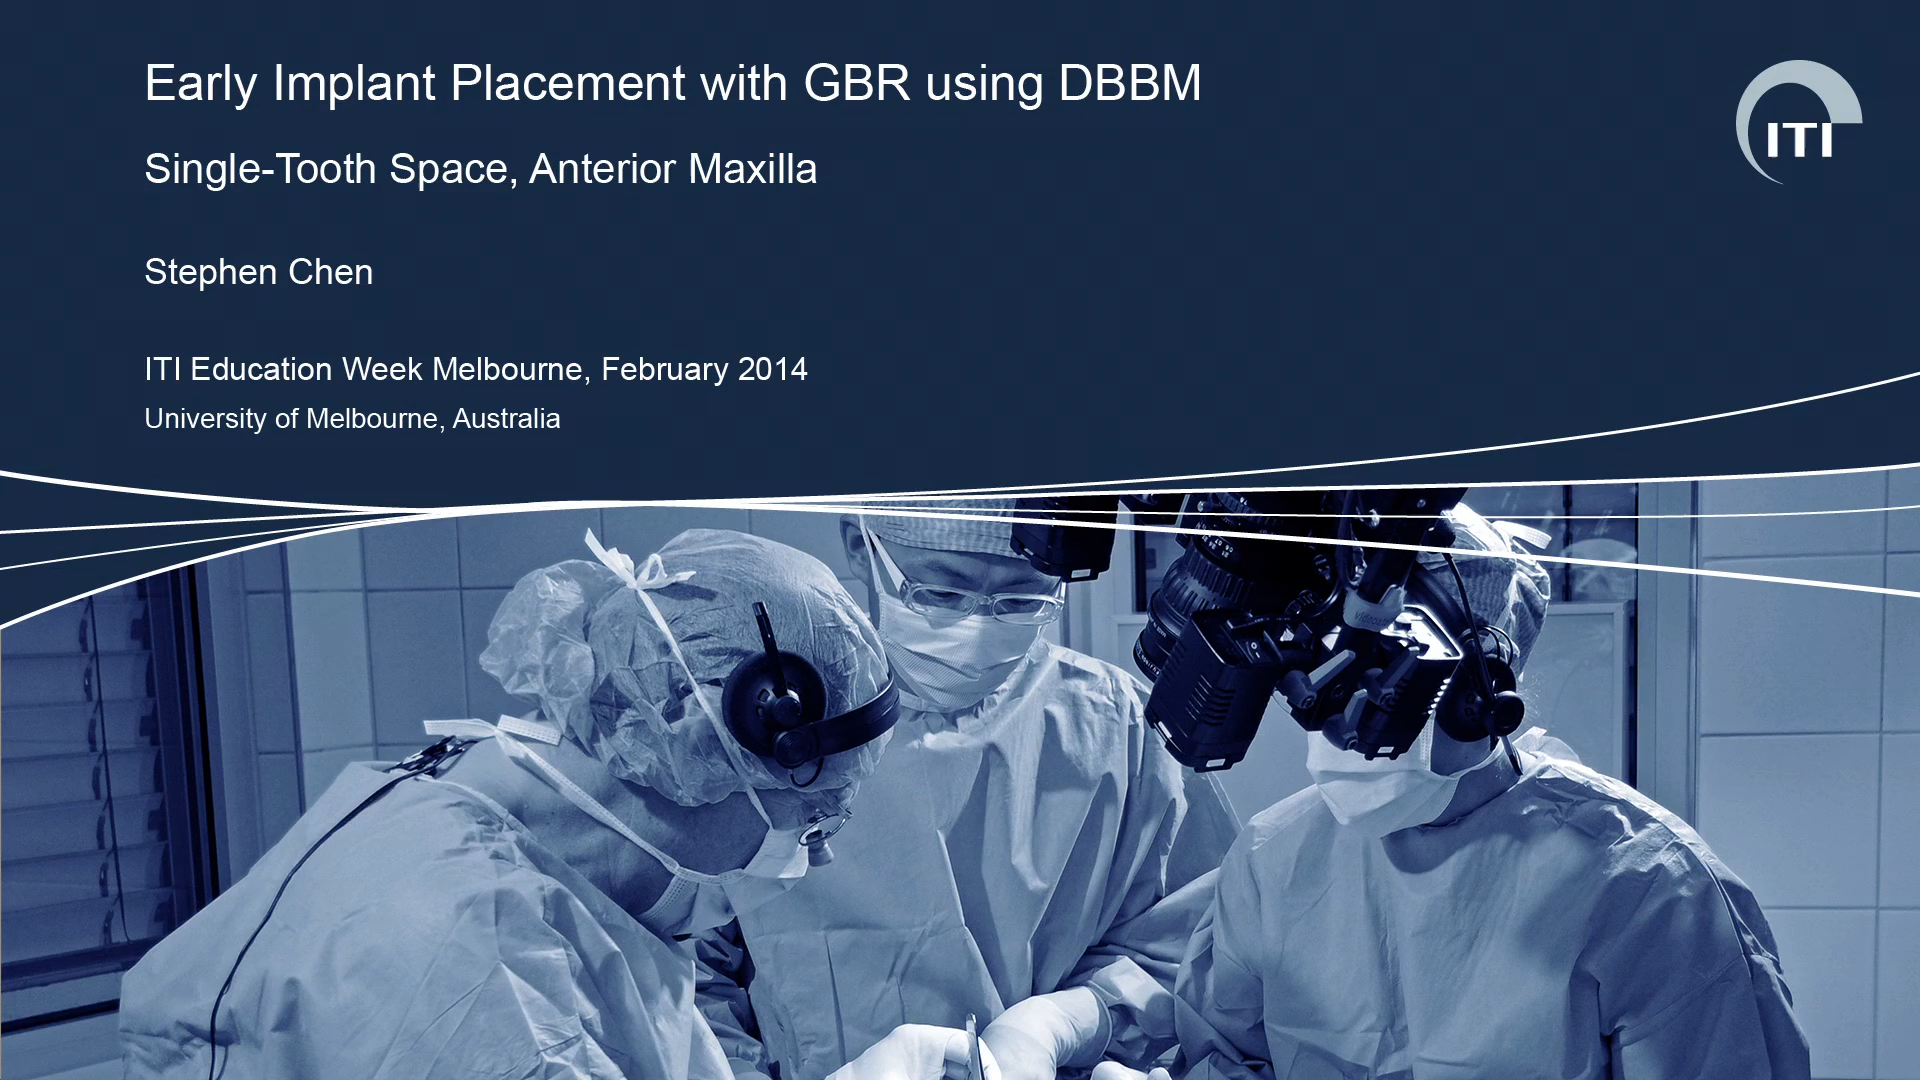 Early Implant Placement with GBR using DBBM
ITI
Single-Tooth Space, Anterior Maxilla
Stephen Chen
ITI Education Week Melbourne, February 2014
University of Melbourne, Australia